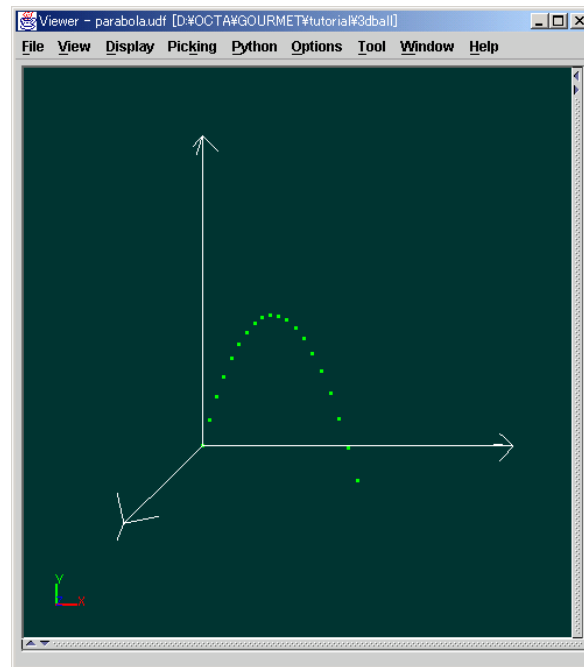 Viewer - parabola.udf [D:¥OCTA¥GOURMET¥tutorial¥3dball]
File View Display Picking Python Options Tool Window Help
Y
X